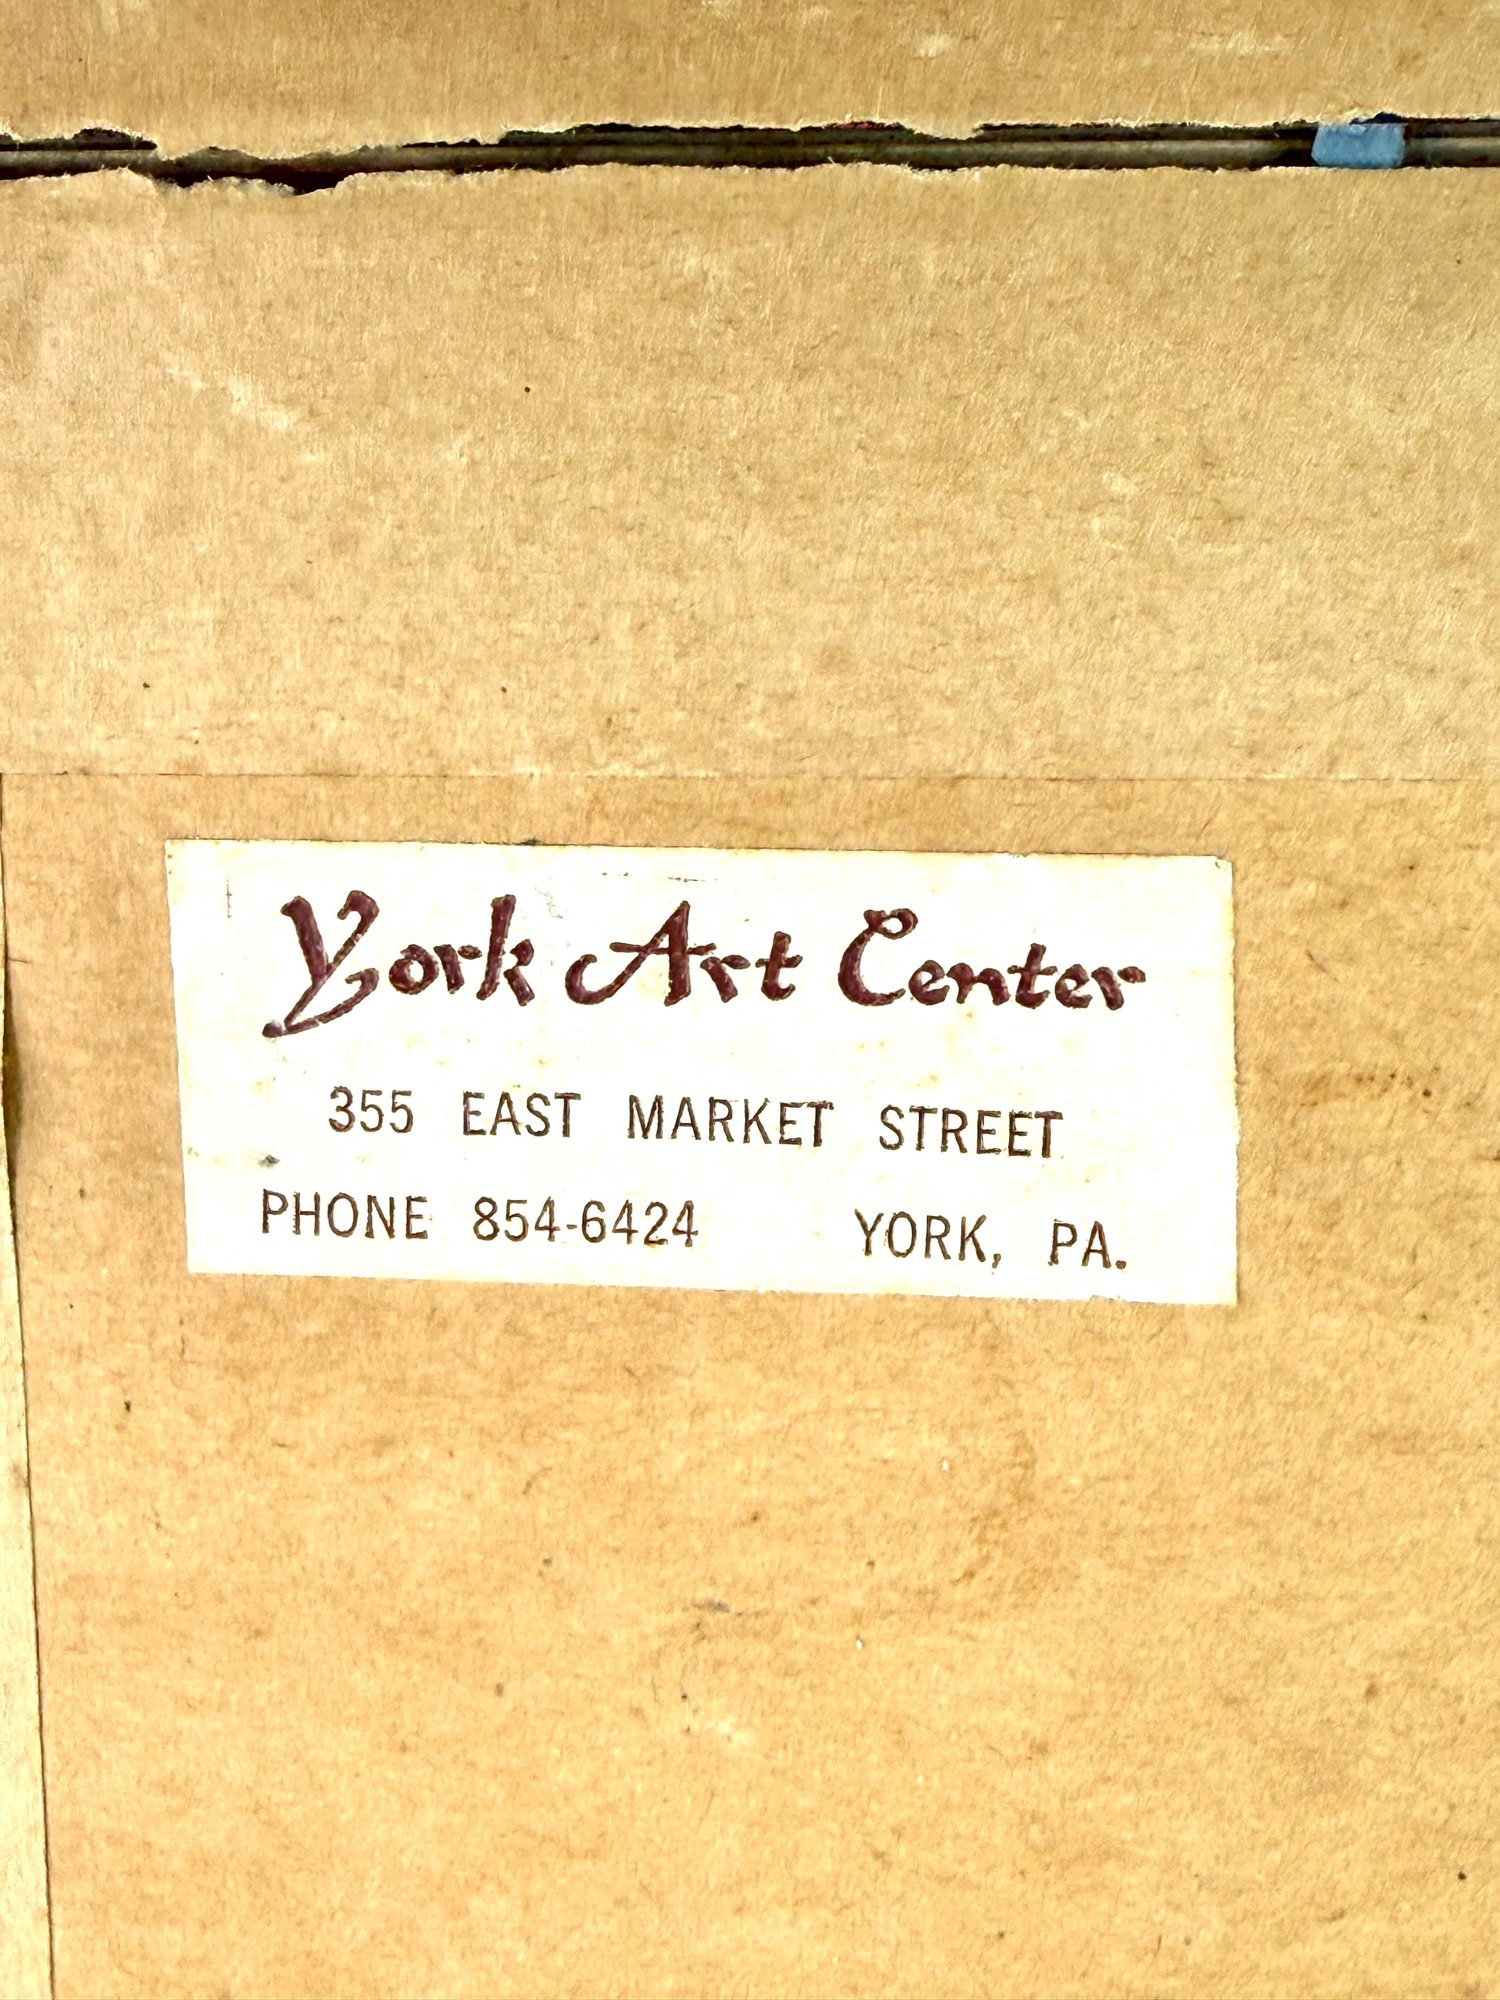 York Art Center
355 EAST MARKET STREET
PHONE 854-6424 YORK, PA.